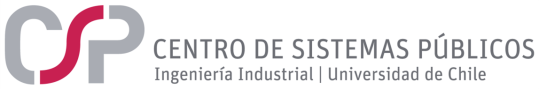 CSP CENTRO DE SISTEMAS PÚBLICOS
Ingeniería Industrial | Universidad de Chile